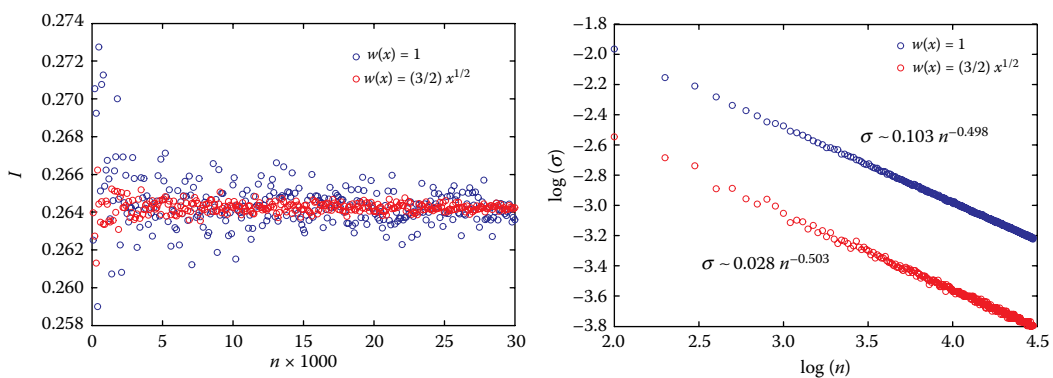 0.274
0.272
0.270
0.268
0.266
0.264
0.262
0.260
0.258
I
w(x) = 1
w(x) = (3/2) x^{1/2}
0 5 10 15 20 25 30
n × 1000
−1.8
−2.0
−2.2
−2.4
−2.6
−2.8
−3.0
−3.2
−3.4
−3.6
−3.8
log (σ)
w(x) = 1
w(x) = (3/2) x^{1/2}
σ ~ 0.103 n^{−0.498}
σ ~ 0.028 n^{−0.503}
2.0 2.5 3.0 3.5 4.0 4.5
log (n)